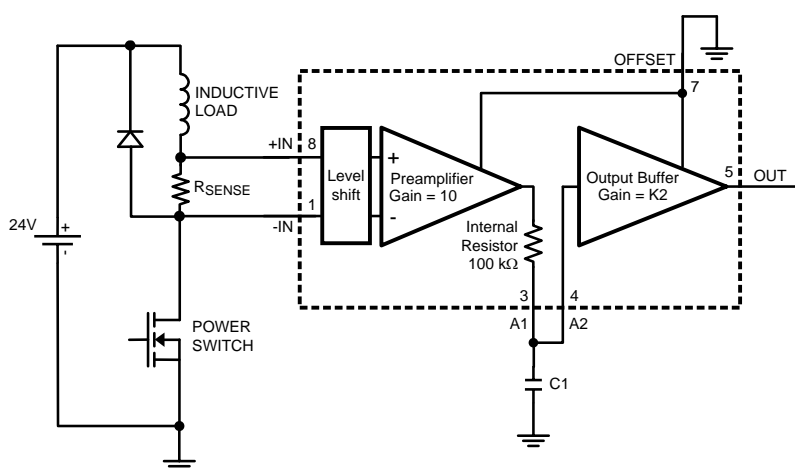 OFFSET
7
INDUCTIVE
LOAD
+IN
8
Level
shift
+
-
Preamplifier
Gain = 10
Output Buffer
Gain = K2
5
OUT
RSENSE
1
-IN
24V
+
-
Internal
Resistor
100 kΩ
3
4
A1
A2
POWER
SWITCH
C1